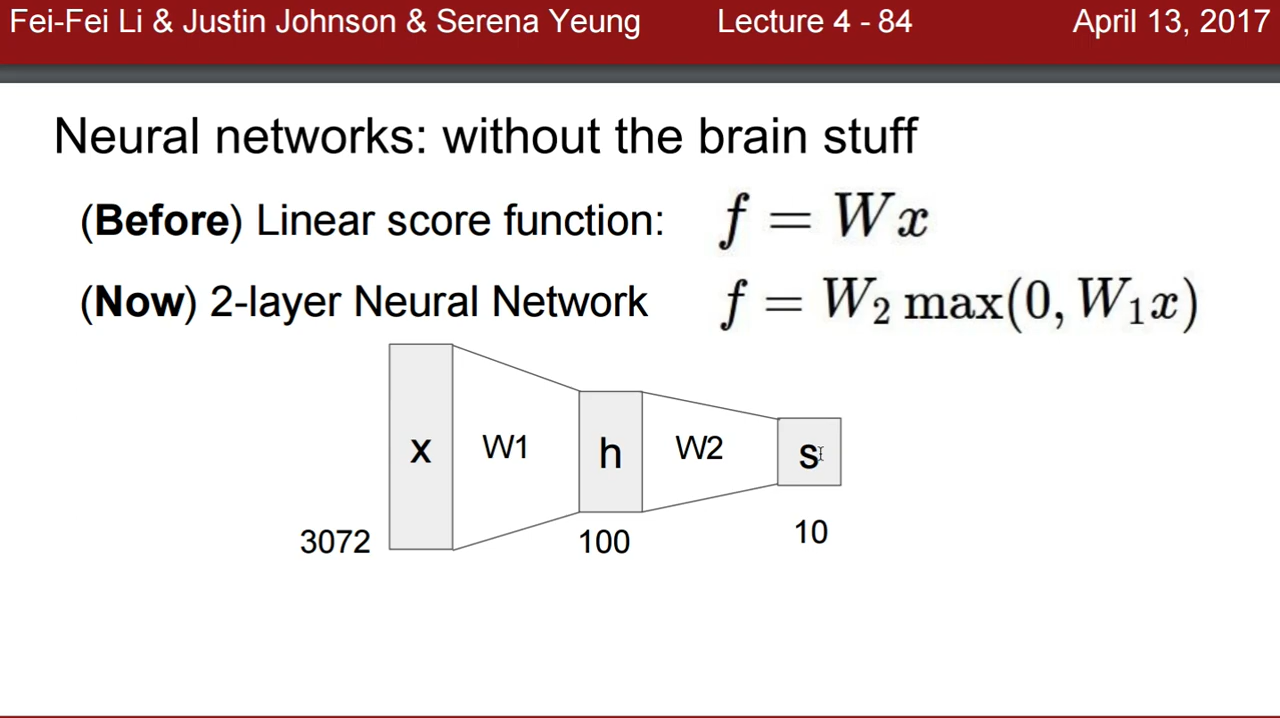 Fei-Fei Li & Justin Johnson & Serena Yeung Lecture 4 - 84 April 13, 2017
Neural networks: without the brain stuff
(Before) Linear score function: f = Wx
(Now) 2-layer Neural Network f = W₂ max(0, W₁x)
x W1 h W2 s
3072 100 10